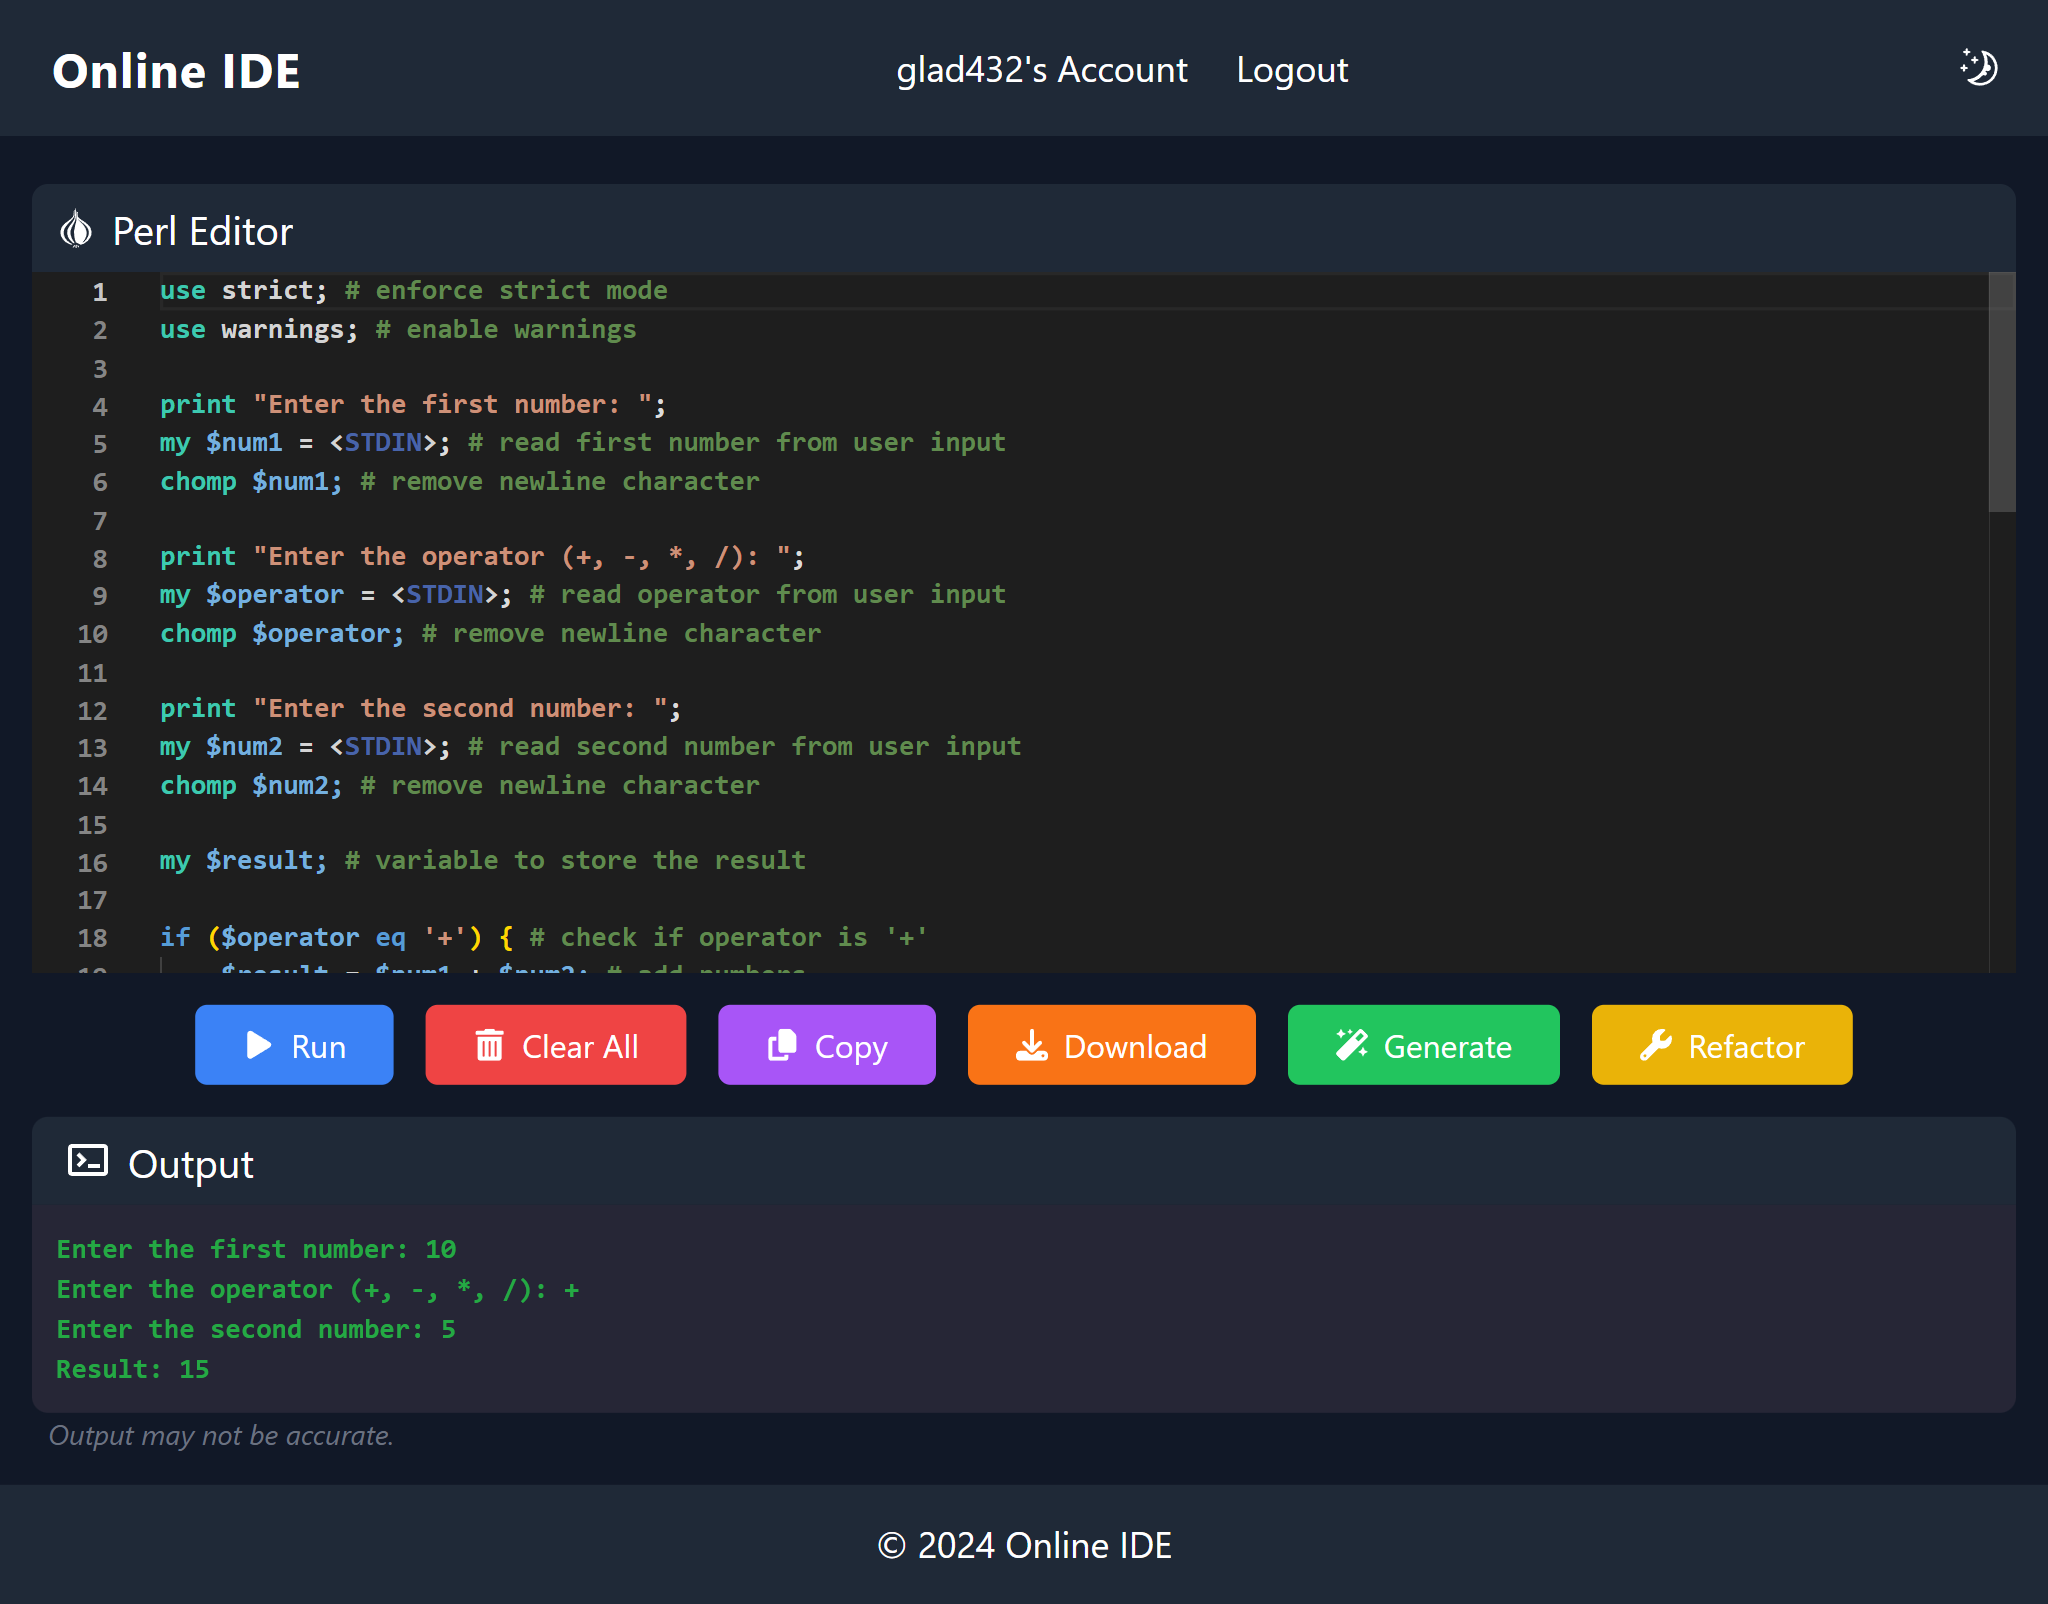 Online IDE
glad432's Account
Logout
Perl Editor
1 use strict; # enforce strict mode
2 use warnings; # enable warnings
3
4 print "Enter the first number: ";
5 my $num1 = <STDIN>; # read first number from user input
6 chomp $num1; # remove newline character
7
8 print "Enter the operator (+, -, *, /): ";
9 my $operator = <STDIN>; # read operator from user input
10 chomp $operator; # remove newline character
11
12 print "Enter the second number: ";
13 my $num2 = <STDIN>; # read second number from user input
14 chomp $num2; # remove newline character
15
16 my $result; # variable to store the result
17
18 if ($operator eq '+') { # check if operator is '+'
19 $result = $num1 + $num2; # add numbers
Run
Clear All
Copy
Download
Generate
Refactor
Output
Enter the first number: 10
Enter the operator (+, -, *, /): +
Enter the second number: 5
Result: 15
Output may not be accurate.
© 2024 Online IDE